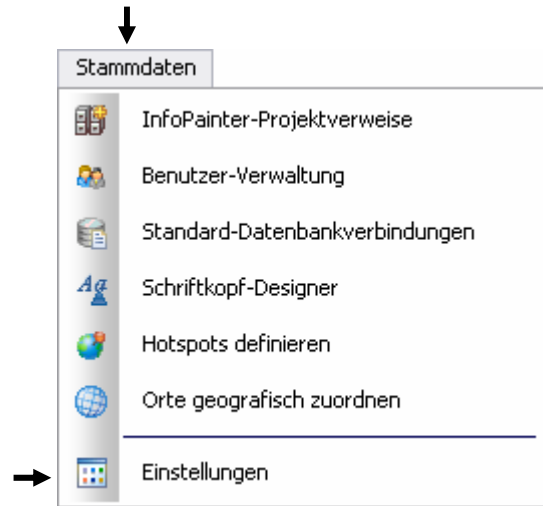 Stammdaten
InfoPainter-Projektverweise
Benutzer-Verwaltung
Standard-Datenbankverbindungen
Schriftkopf-Designer
Hotspots definieren
Orte geografisch zuordnen
Einstellungen